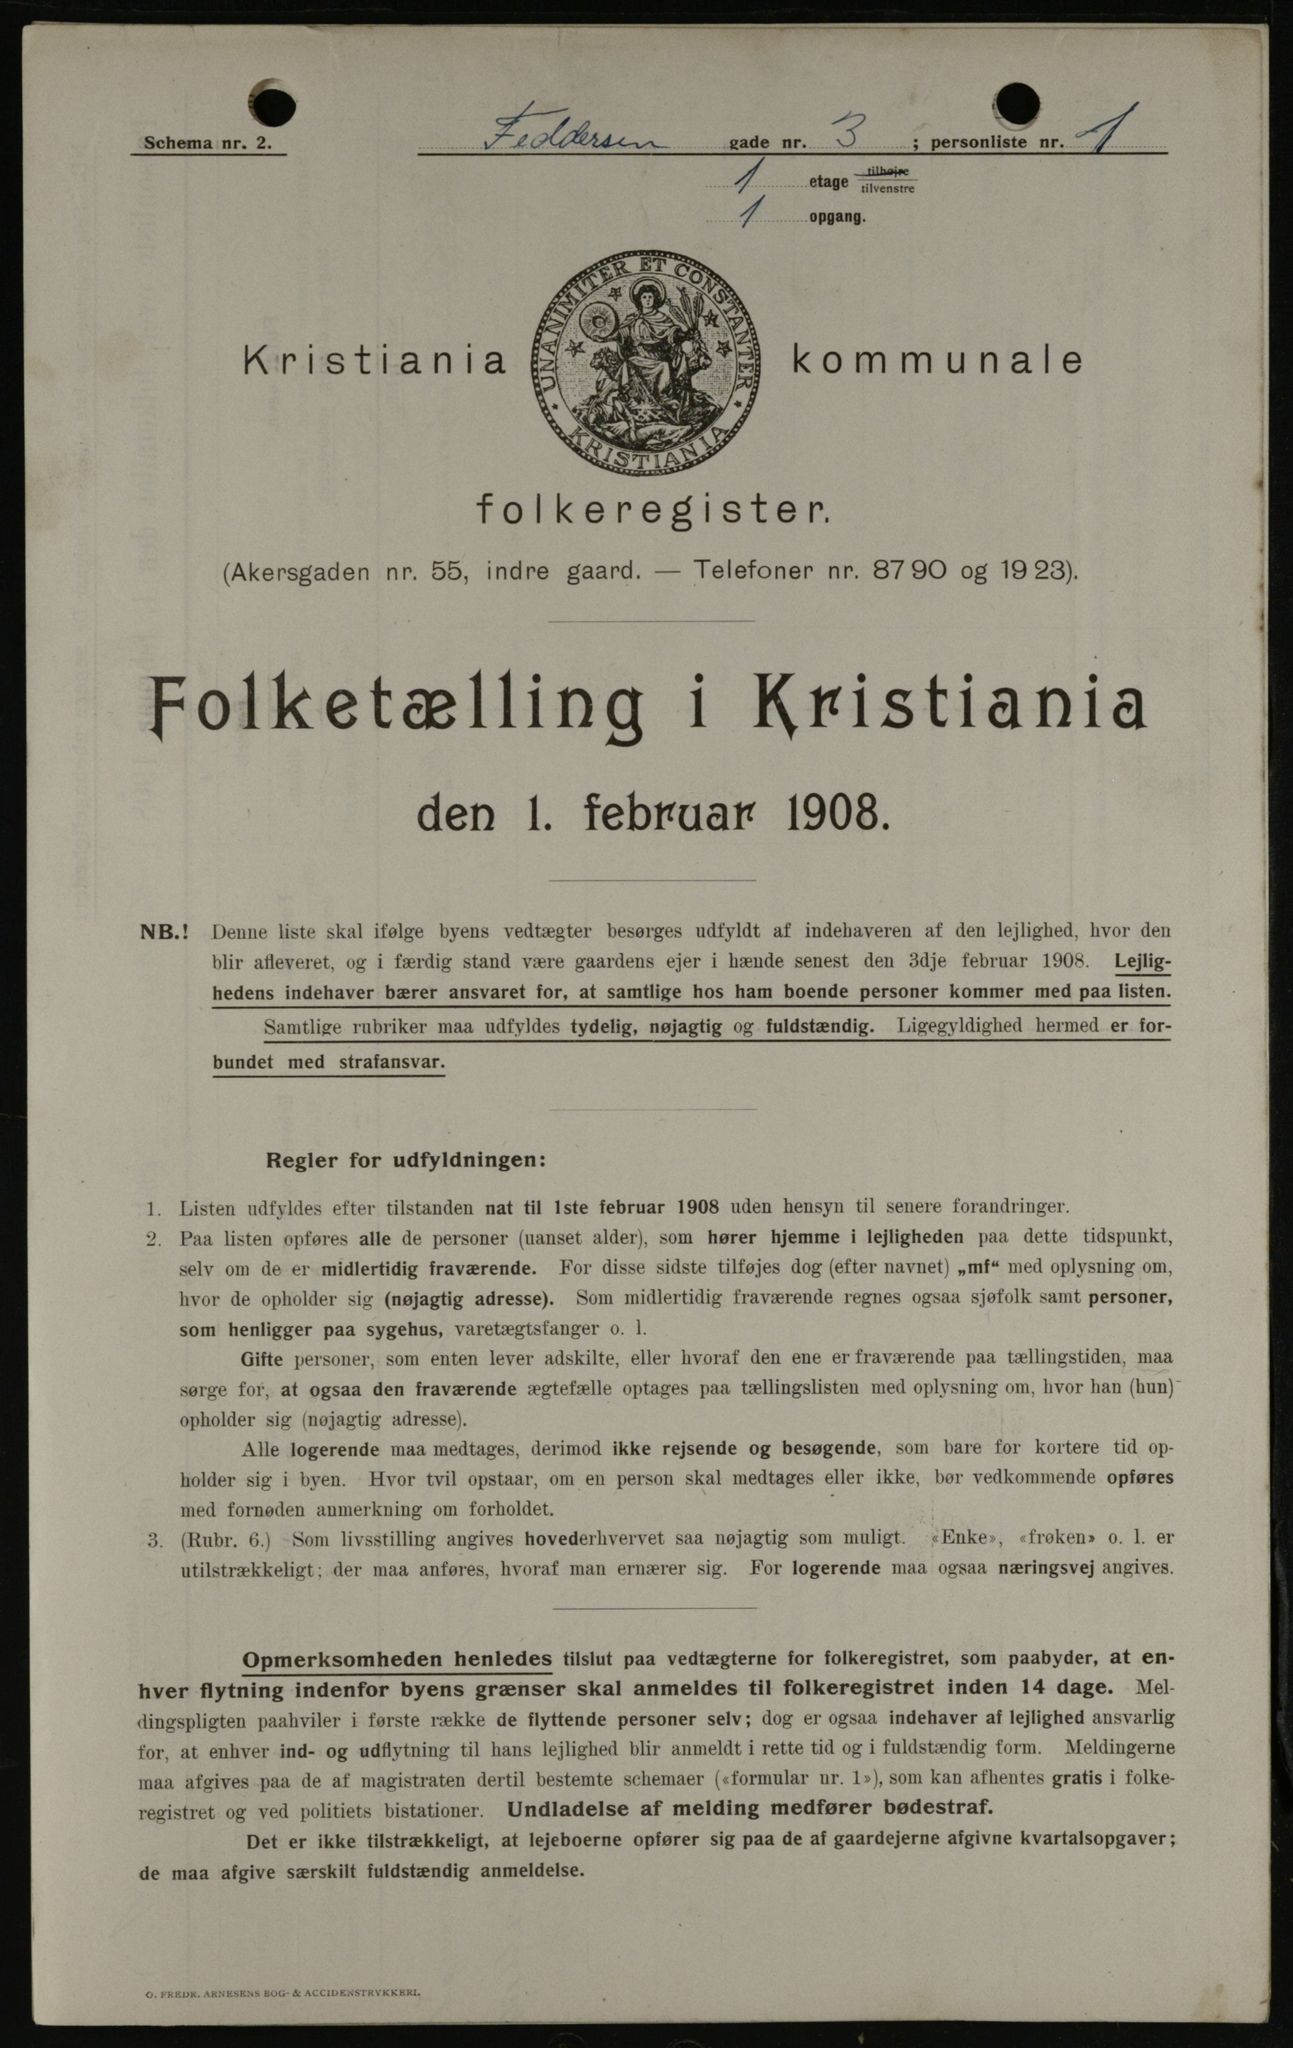 Schema nr. 2.
Feddersen gade nr. 3 ; personliste nr. 1
1 etage tilhøjre tilvenstre
1 opgang.
UNANIMITER ET CONSTANTER
KRISTIANIA
Kristiania kommunale
folkeregister.
(Akersgaden nr. 55, indre gaard. — Telefoner nr. 8790 og 1923).
Folketælling i Kristiania
den 1. februar 1908.
NB.! Denne liste skal ifølge byens vedtægter besørges udfyldt af indehaveren af den lejlighed, hvor den
blir afleveret, og i færdig stand være gaardens ejer i hænde senest den 3dje februar 1908. Lejlig-
hedens indehaver bærer ansvaret for, at samtlige hos ham boende personer kommer med paa listen.
Samtlige rubriker maa udfyldes tydelig, nøjagtig og fuldstændig. Ligegyldighed hermed er for-
bundet med strafansvar.
Regler for udfyldningen:
1. Listen udfyldes efter tilstanden nat til 1ste februar 1908 uden hensyn til senere forandringer.
2. Paa listen opføres alle de personer (uanset alder), som hører hjemme i lejligheden paa dette tidspunkt,
selv om de er midlertidig fraværende. For disse sidste tilføjes dog (efter navnet) „mf“ med oplysning om,
hvor de opholder sig (nøjagtig adresse). Som midlertidig fraværende regnes ogsaa sjøfolk samt personer,
som henligger paa sygehus, varetægtsfanger o. l.
Gifte personer, som enten lever adskilte, eller hvoraf den ene er fraværende paa tællingstiden, maa
sørge for, at ogsaa den fraværende ægtefælle optages paa tællingslisten med oplysning om, hvor han (hun)
opholder sig (nøjagtig adresse).
Alle logerende maa medtages, derimod ikke rejsende og besøgende, som bare for kortere tid op-
holder sig i byen. Hvor tvil opstaar, om en person skal medtages eller ikke, bør vedkommende opføres
med fornøden anmerkning om forholdet.
3. (Rubr. 6.) Som livsstilling angives hovederhvervet saa nøjagtig som muligt. «Enke», «frøken» o. l. er
utilstrækkeligt; der maa anføres, hvoraf man ernærer sig. For logerende maa ogsaa næringsvej angives.
Opmerksomheden henledes tilslut paa vedtægterne for folkeregistret, som paabyder, at en-
hver flytning indenfor byens grænser skal anmeldes til folkeregistret inden 14 dage. Mel-
dingspligten paahviler i første række de flyttende personer selv; dog er ogsaa indehaver af lejlighed ansvarlig
for, at enhver ind- og udflytning til hans lejlighed blir anmeldt i rette tid og i fuldstændig form. Meldingerne
maa afgives paa de af magistraten dertil bestemte schemaer («formular nr. 1»), som kan afhentes gratis i folke-
registret og ved politiets bistationer. Undladelse af melding medfører bødestraf.
Det er ikke tilstrækkeligt, at lejeboerne opfører sig paa de af gaardejerne afgivne kvartalsopgaver;
de maa afgive særskilt fuldstændig anmeldelse.
O. FREDR. ARNESENS BOG- & ACCIDENSTRYKKERI.